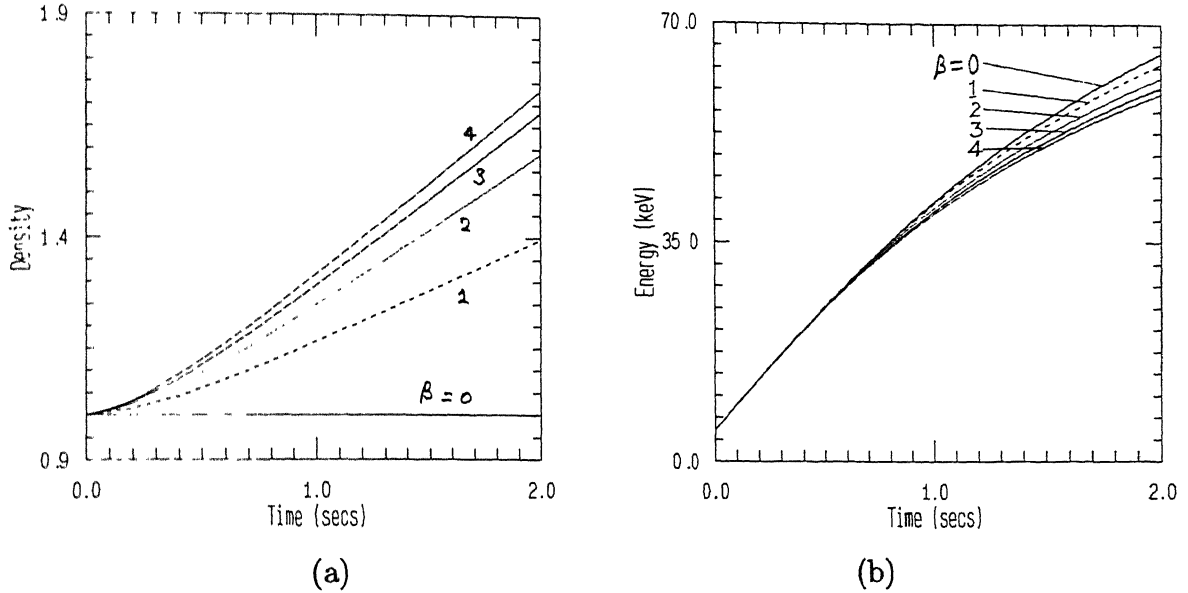 1.9
4
3
2
1
β = 0
1.4
0.9
Density
0.0
1.0
2.0
Time (secs)
(a)
70.0
β=0
1
2
3
4
35.0
0.0
Energy (keV)
0.0
1.0
2.0
Time (secs)
(b)